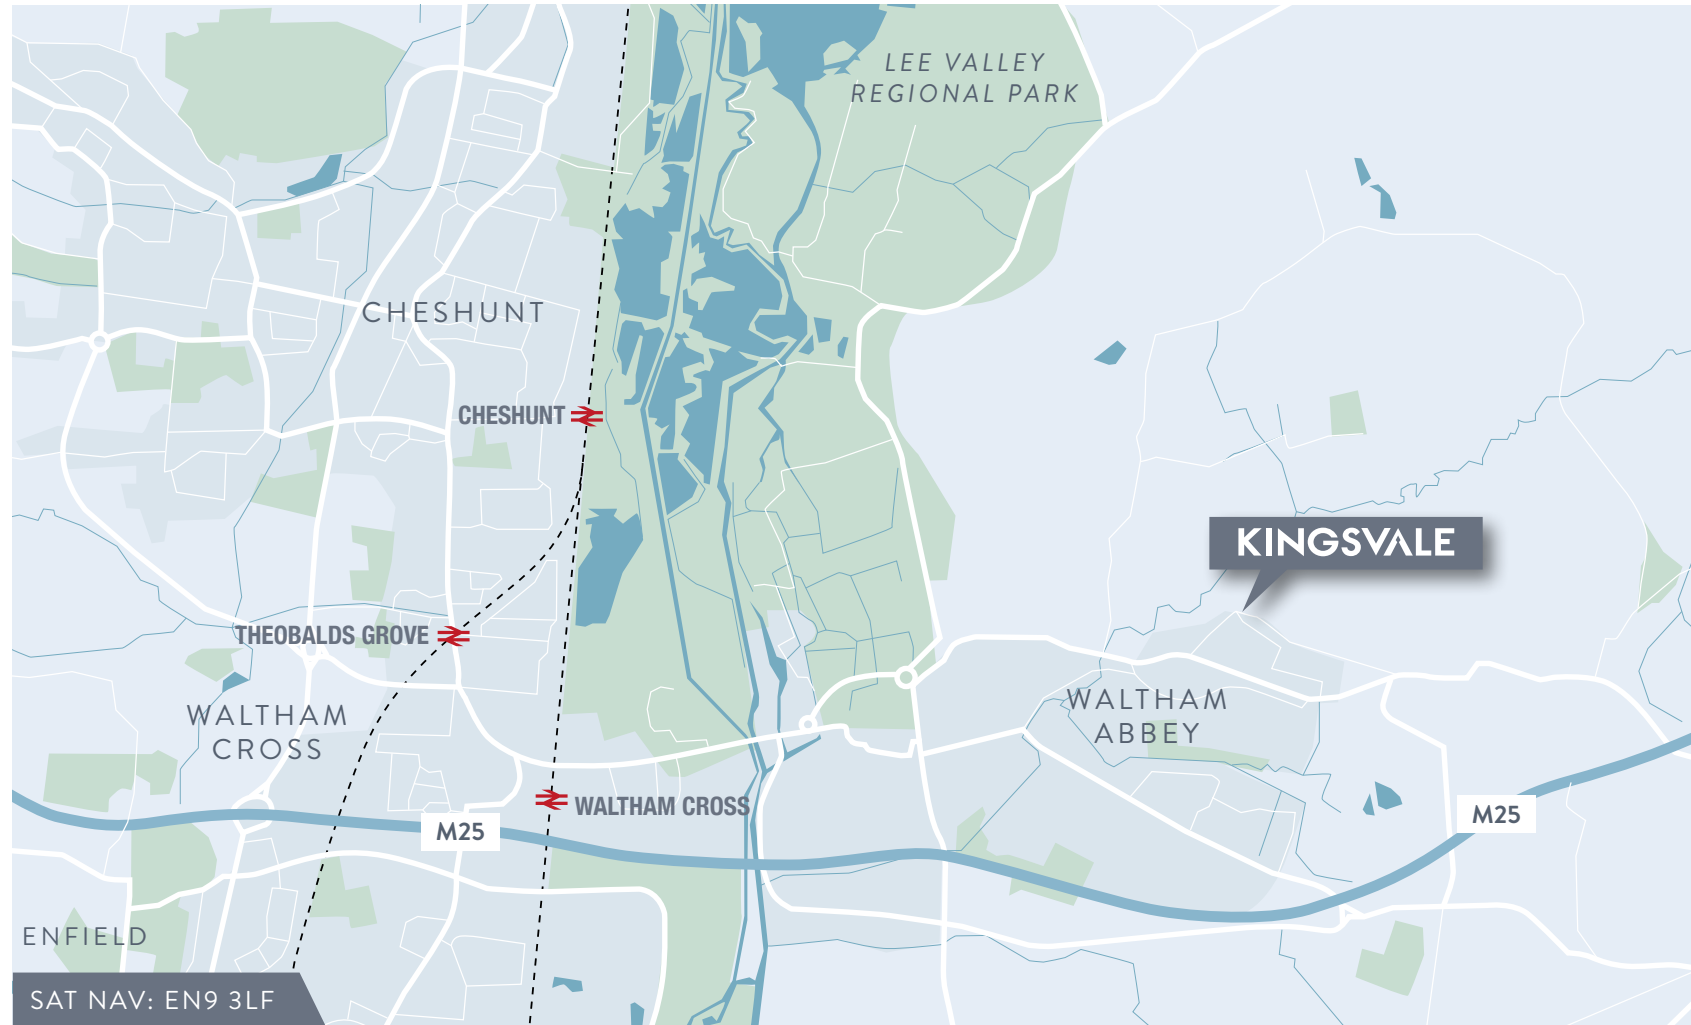 LEE VALLEY
REGIONAL PARK
CHESHUNT
CHESHUNT
KINGSVALE
THEOBALDS GROVE
WALTHAM
CROSS
WALTHAM
ABBEY
WALTHAM CROSS
M25
M25
ENFIELD
SAT NAV: EN9 3LF